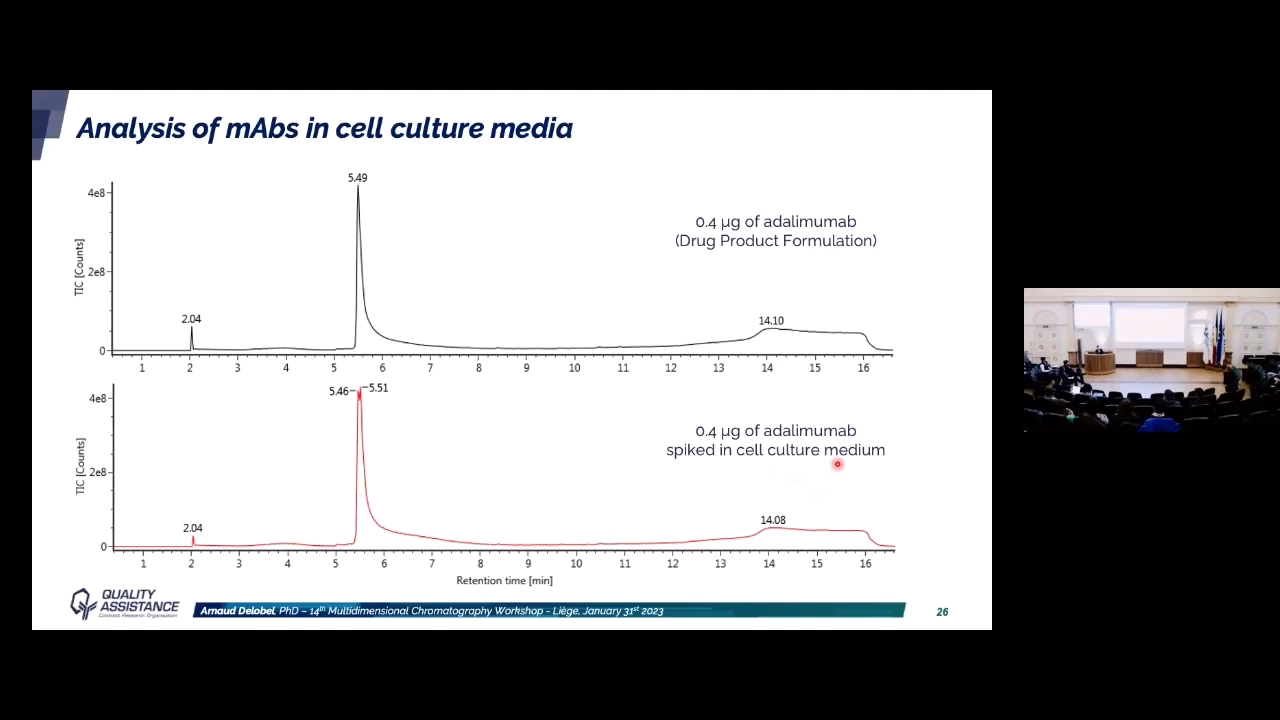 Analysis of mAbs in cell culture media
5.49
4e8
2e8
0
TIC [Counts]
2.04
14.10
0.4 µg of adalimumab
(Drug Product Formulation)
1 2 3 4 5 6 7 8 9 10 11 12 13 14 15 16
5.46 5.51
4e8
2e8
0
TIC [Counts]
2.04
14.08
0.4 µg of adalimumab
spiked in cell culture medium
1 2 3 4 5 6 7 8 9 10 11 12 13 14 15 16
Retention time [min]
QUALITY
ASSISTANCE
Contract Research Organisation
Arnaud Delobel, PhD – 14th Multidimensional Chromatography Workshop - Liège, January 31st 2023
26